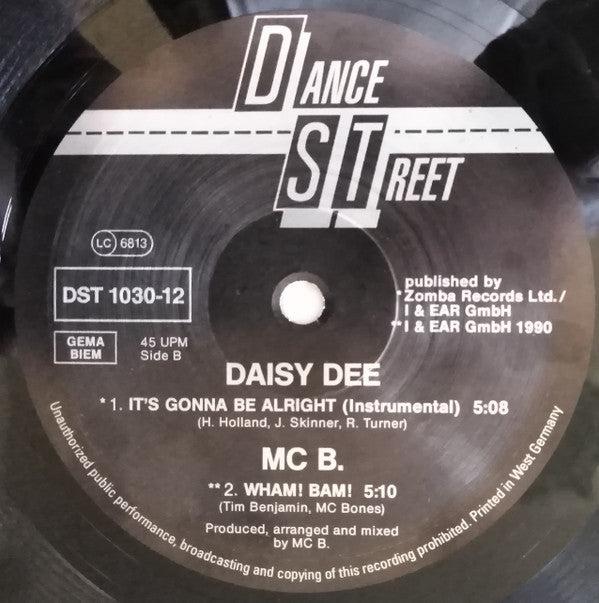 DANCE
STREET
LC 6813
DST 1030-12
GEMA
BIEM
45 UPM
Side B
published by
*Zomba Records Ltd./
I & EAR GmbH
**I & EAR GmbH 1990
DAISY DEE
* 1. IT'S GONNA BE ALRIGHT (Instrumental) 5:08
(H. Holland, J. Skinner, R. Turner)
MC B.
** 2. WHAM! BAM! 5:10
(Tim Benjamin, MC Bones)
Produced, arranged and mixed
by MC B.
Unauthorized public performance, broadcasting and copying of this recording prohibited. Printed in West Germany